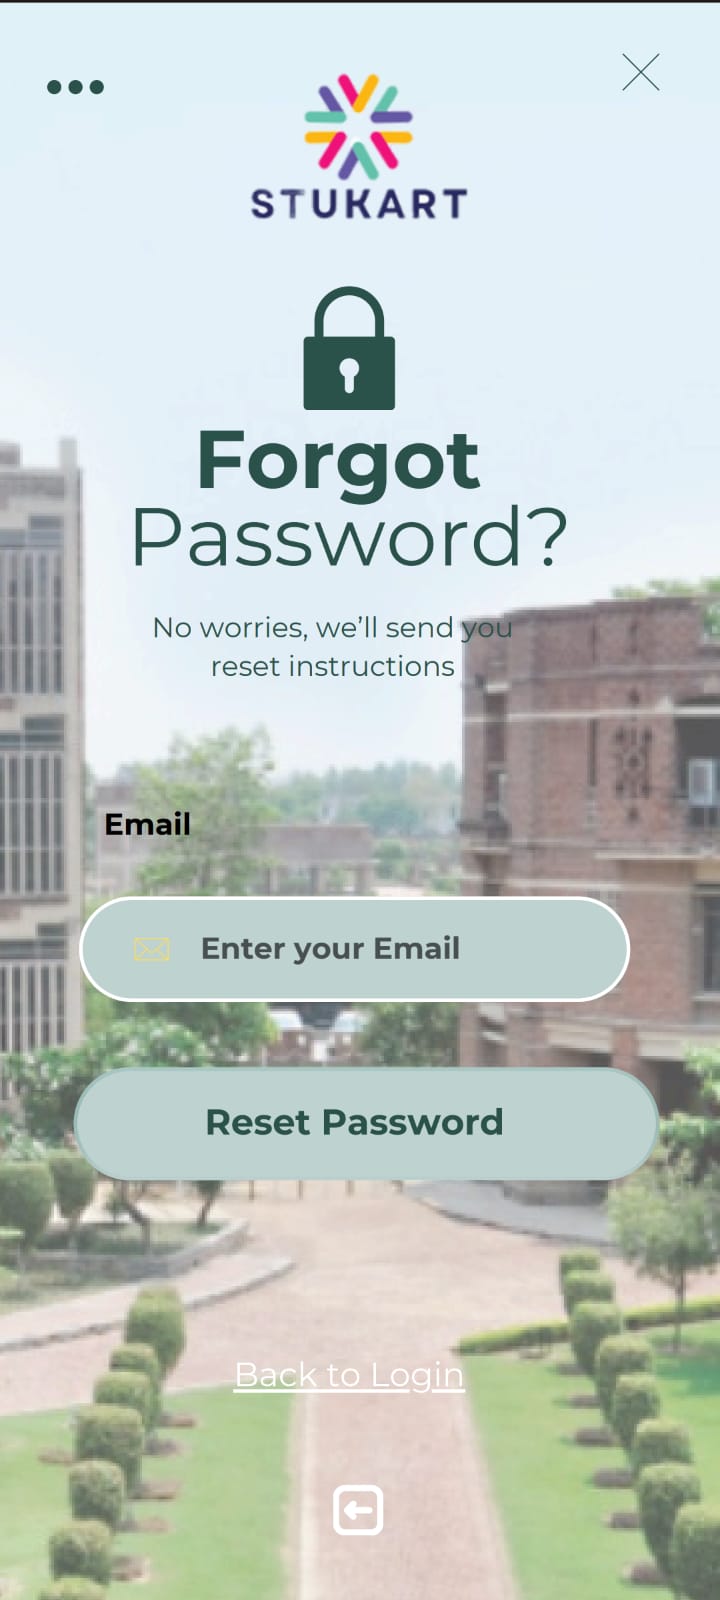 STUKART
Forgot
Password?
No worries, we’ll send you
reset instructions
Email
Enter your Email
Reset Password
Back to Login